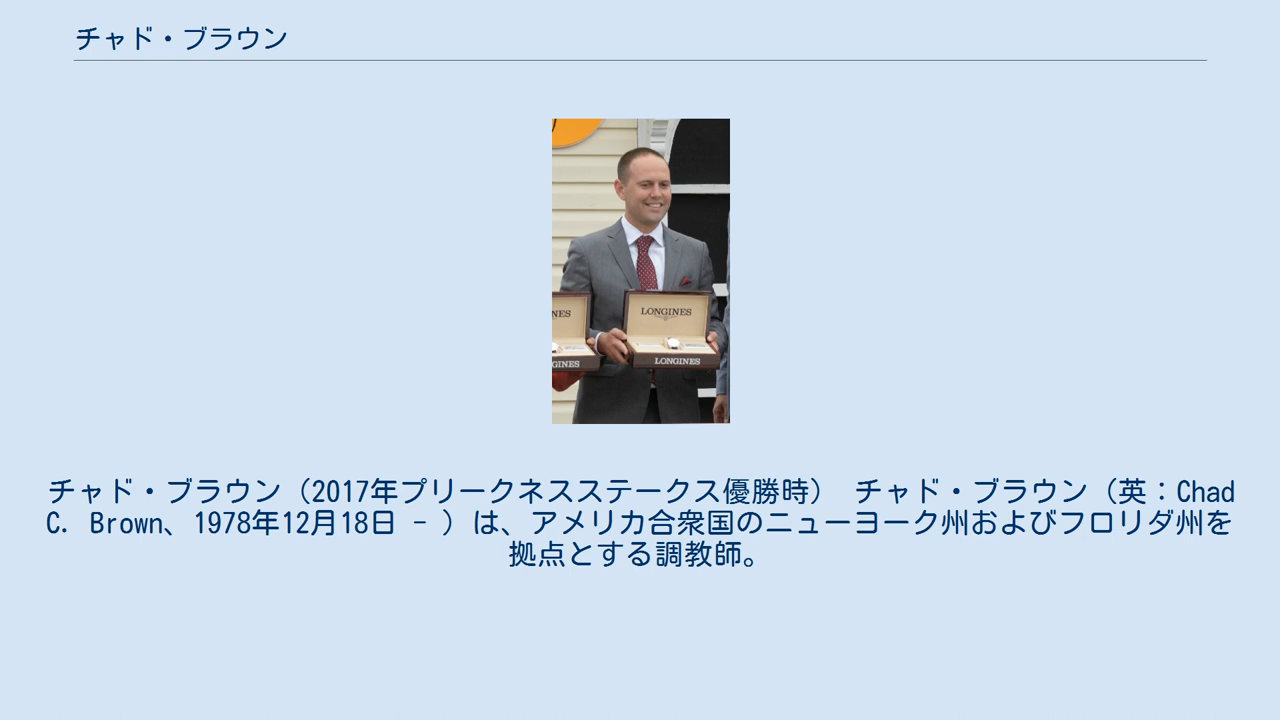 チャド・ブラウン
NES
LONGINES
GINES
LONGINES
チャド・ブラウン（2017年プリークネスステークス優勝時） チャド・ブラウン（英：Chad
C. Brown、1978年12月18日 - ）は、アメリカ合衆国のニューヨーク州およびフロリダ州を
拠点とする調教師。